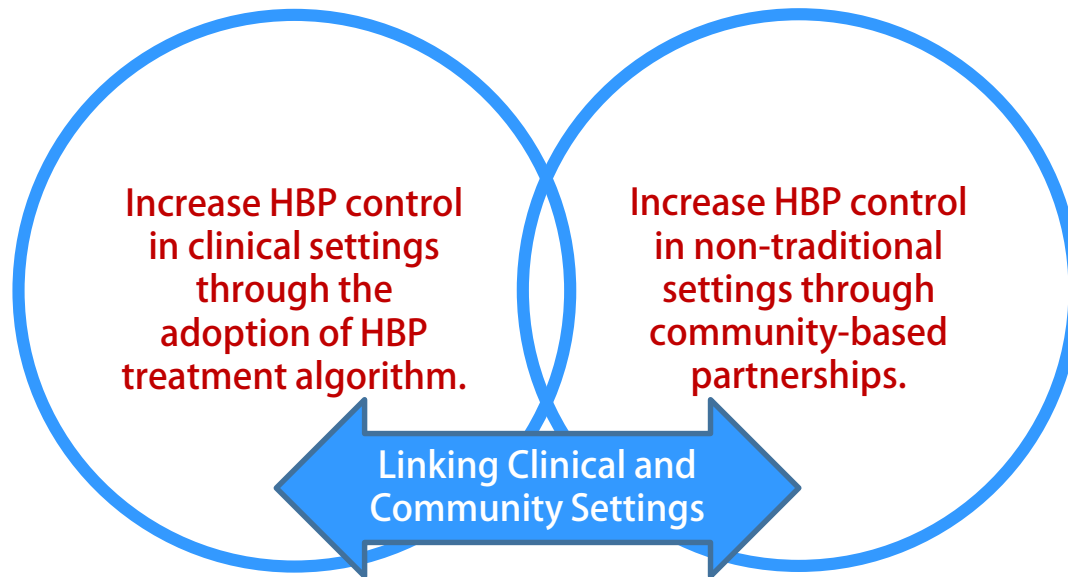 Increase HBP control
in clinical settings
through the
adoption of HBP
treatment algorithm.
Increase HBP control
in non-traditional
settings through
community-based
partnerships.
Linking Clinical and
Community Settings